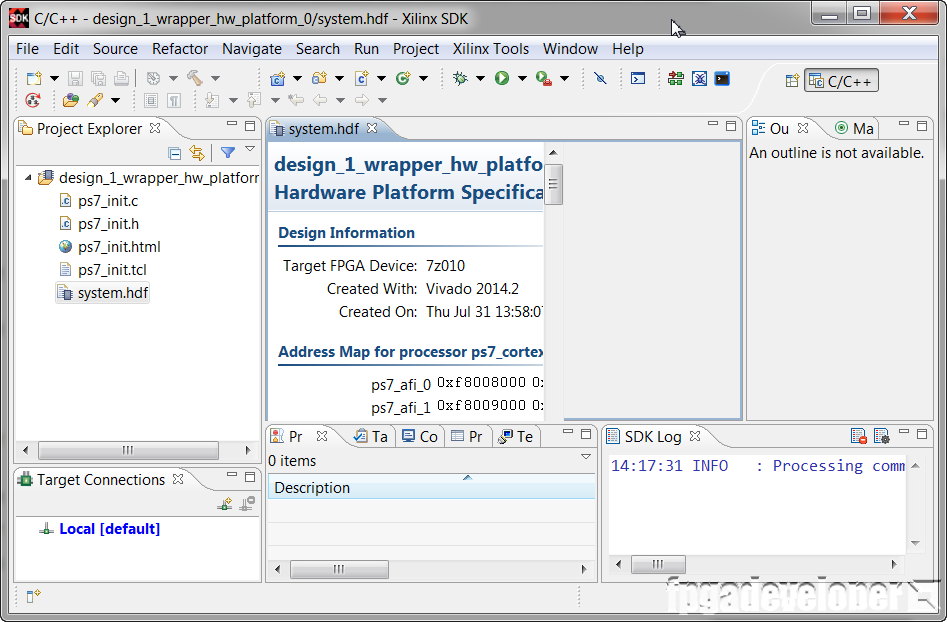 SDK C/C++ - design_1_wrapper_hw_platform_0/system.hdf - Xilinx SDK
File Edit Source Refactor Navigate Search Run Project Xilinx Tools Window Help
C/C++
Project Explorer
design_1_wrapper_hw_platform
ps7_init.c
ps7_init.h
ps7_init.html
ps7_init.tcl
system.hdf
system.hdf
design_1_wrapper_hw_platfo
Hardware Platform Specifica
Design Information
Target FPGA Device: 7z010
Created With: Vivado 2014.2
Created On: Thu Jul 31 13:58:0
Address Map for processor ps7_cortex
ps7_afi_0 0xf8008000 0x
ps7_afi_1 0xf8009000 0x
Ou Ma
An outline is not available.
Target Connections
Local [default]
Pr Ta Co Pr Te
0 items
Description
SDK Log
14:17:31 INFO : Processing comm
fpgadeveloper